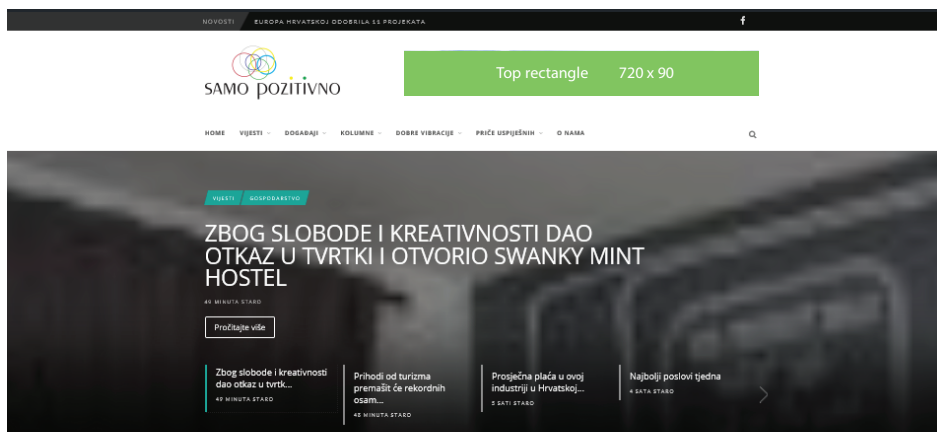 NOVOSTI
EUROPA HRVATSKOJ ODOBRILA 11 PROJEKATA
SAMO POZITIVNO
Top rectangle 720 x 90
HOME VIJESTI DOGAĐAJI KOLUMNE DOBRE VIBRACIJE PRIČE USPIJEŠNIH O NAMA
VIJESTI GOSPODARSTVO
ZBOG SLOBODE I KREATIVNOSTI DAO
OTKAZ U TVRTKI I OTVORIO SWANKY MINT
HOSTEL
49 MINUTA STARO
Pročitajte više
Zbog slobode i kreativnosti
dao otkaz u tvrtk...
49 MINUTA STARO
Prihodi od turizma
premašit će rekordnih
osam...
48 MINUTA STARO
Prosječna plaća u ovoj
industriji u Hrvatskoj...
5 SATI STARO
Najbolji poslovi tjedna
4 SATA STARO